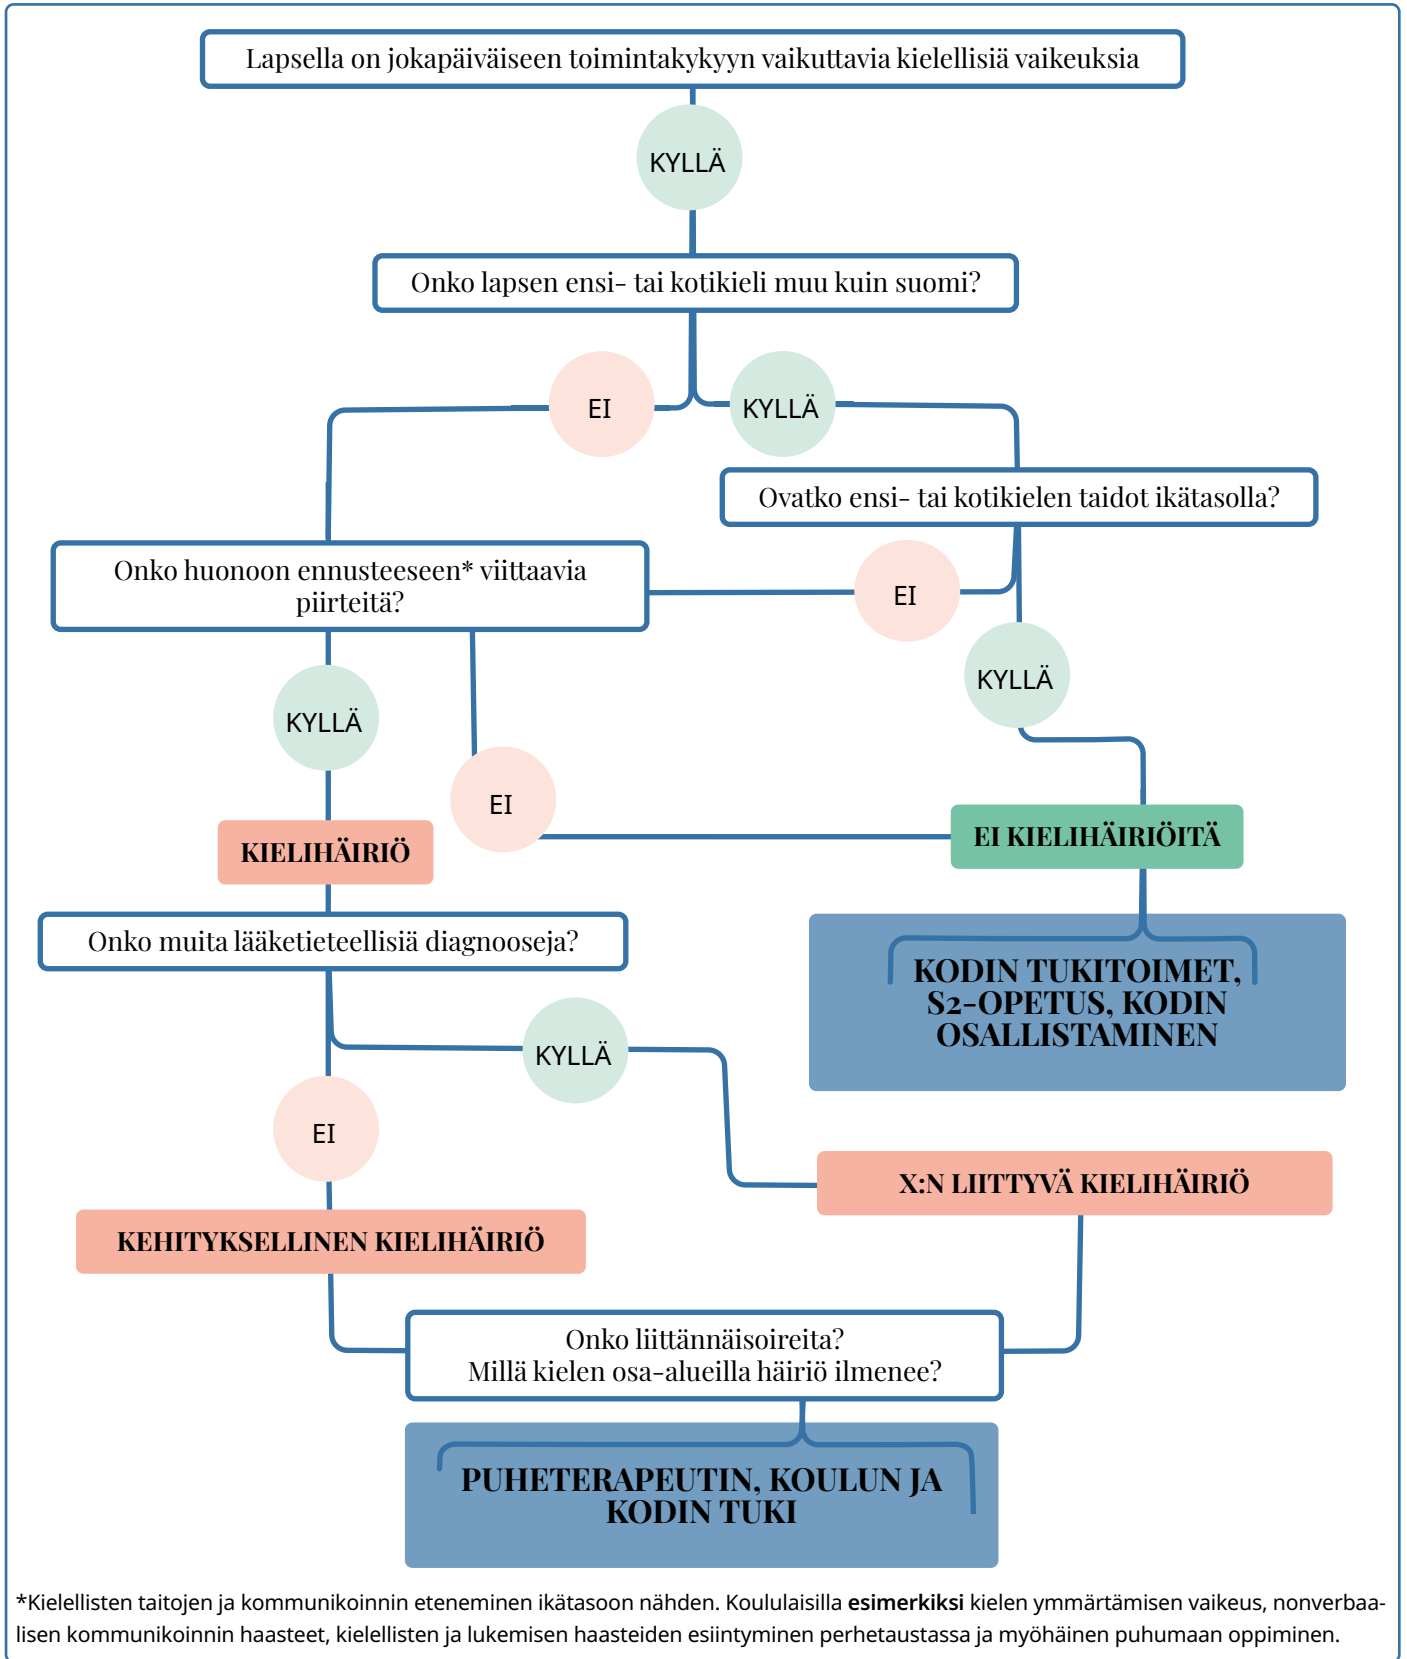 Lapsella on jokapäiväiseen toimintakykyyn vaikuttavia kielellisiä vaikeuksia
KYLLÄ
Onko lapsen ensi- tai kotikieli muu kuin suomi?
EI
KYLLÄ
Ovatko ensi- tai kotikielen taidot ikätasolla?
Onko huonoon ennusteeseen* viittaavia
piirteitä?
EI
KYLLÄ
KYLLÄ
EI
KIELIHÄIRIÖ
EI KIELIHÄIRIÖITÄ
Onko muita lääketieteellisiä diagnooseja?
KODIN TUKITOIMET,
S2-OPETUS, KODIN
OSALLISTAMINEN
KYLLÄ
EI
X:N LIITTYVÄ KIELIHÄIRIÖ
KEHITYKSELLINEN KIELIHÄIRIÖ
Onko liittännäisoireita?
Millä kielen osa-alueilla häiriö ilmenee?
PUHETERAPEUTIN, KOULUN JA
KODIN TUKI
*Kielellisten taitojen ja kommunikoinnin eteneminen ikätasoon nähden. Koululaisilla esimerkiksi kielen ymmärtämisen vaikeus, nonverbaa-
lisen kommunikoinnin haasteet, kielellisten ja lukemisen haasteiden esiintyminen perhetaustassa ja myöhäinen puhumaan oppiminen.